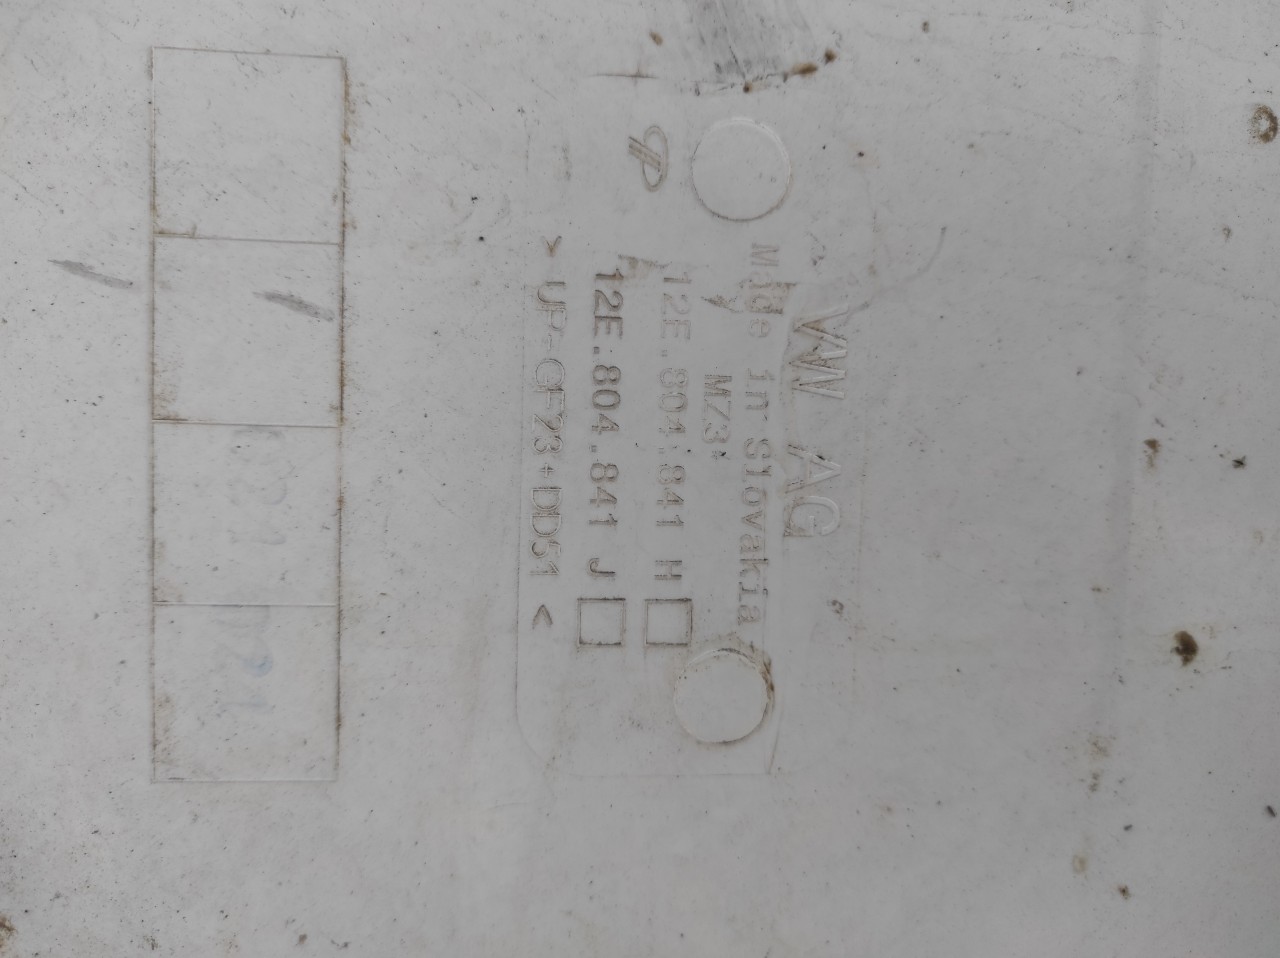 VW AG
Made in Slovakia
MZ3*
12E.804.841 H
12E.804.841 J
> UP-GF23+DD51 <